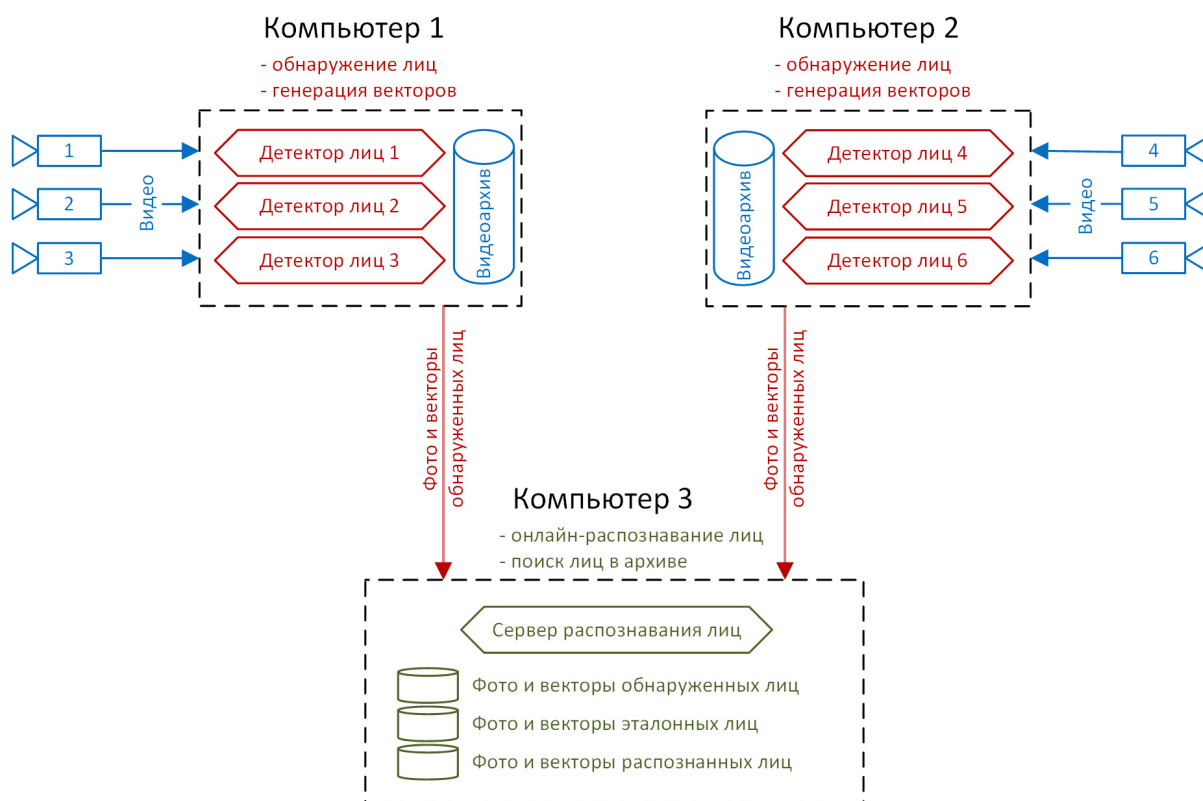 Компьютер 1
- обнаружение лиц
- генерация векторов
1
2
3
Видео
Детектор лиц 1
Детектор лиц 2
Детектор лиц 3
Видеоархив
Компьютер 2
- обнаружение лиц
- генерация векторов
Видеоархив
Детектор лиц 4
Детектор лиц 5
Детектор лиц 6
Видео
4
5
6
Фото и векторы
обнаруженных лиц
Фото и векторы
обнаруженных лиц
Компьютер 3
- онлайн-распознавание лиц
- поиск лиц в архиве
Сервер распознавания лиц
Фото и векторы обнаруженных лиц
Фото и векторы эталонных лиц
Фото и векторы распознанных лиц